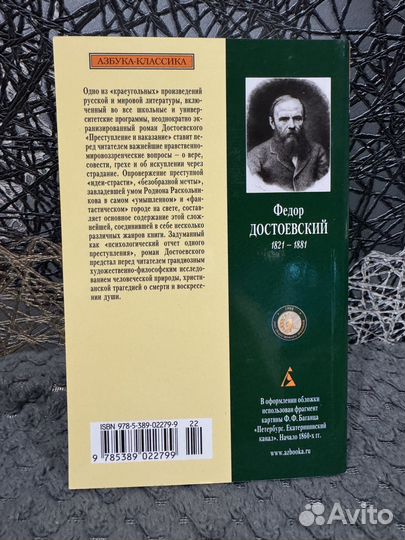 АЗБУКА-КЛАССИКА
Одно из «краеугольных» произведений
русской и мировой литературы, включен-
ный во все школьные и универ-
ситетские программы, неоднократно эк-
ранизированный роман Достоевского
«Преступление и наказание» ставит пе-
ред читателем важнейшие нравственно-
мировоззренческие вопросы — о вере,
совести, грехе и об искуплении через
страдание. Опровержение преступной
«идеи-страсти», «безобразной мечты»,
завладевшей умом Родиона Раскольни-
кова в самом «умышленном» и «фан-
тастическом» городе на свете, состав-
ляет основное содержание этой слож-
нейшей, соединившей в себе несколько
различных жанров книги. Задуманный
как «психологический отчет одного
преступления», роман Достоевского
предстал перед читателем грандиозным
художественно-философским исследо-
ванием человеческой природы, христи-
анской трагедией о смерти и воскресе-
нии души.
Федор
ДОСТОЕВСКИЙ
1821 – 1881
В оформлении обложки
использован фрагмент
картины Ф. Ф. Баганца
«Петербург. Екатерининский
канал». Начало 1860-х гг.
www.azbooka.ru
ISBN 978-5-389-02279-9
22
9 785389 022799
Avito